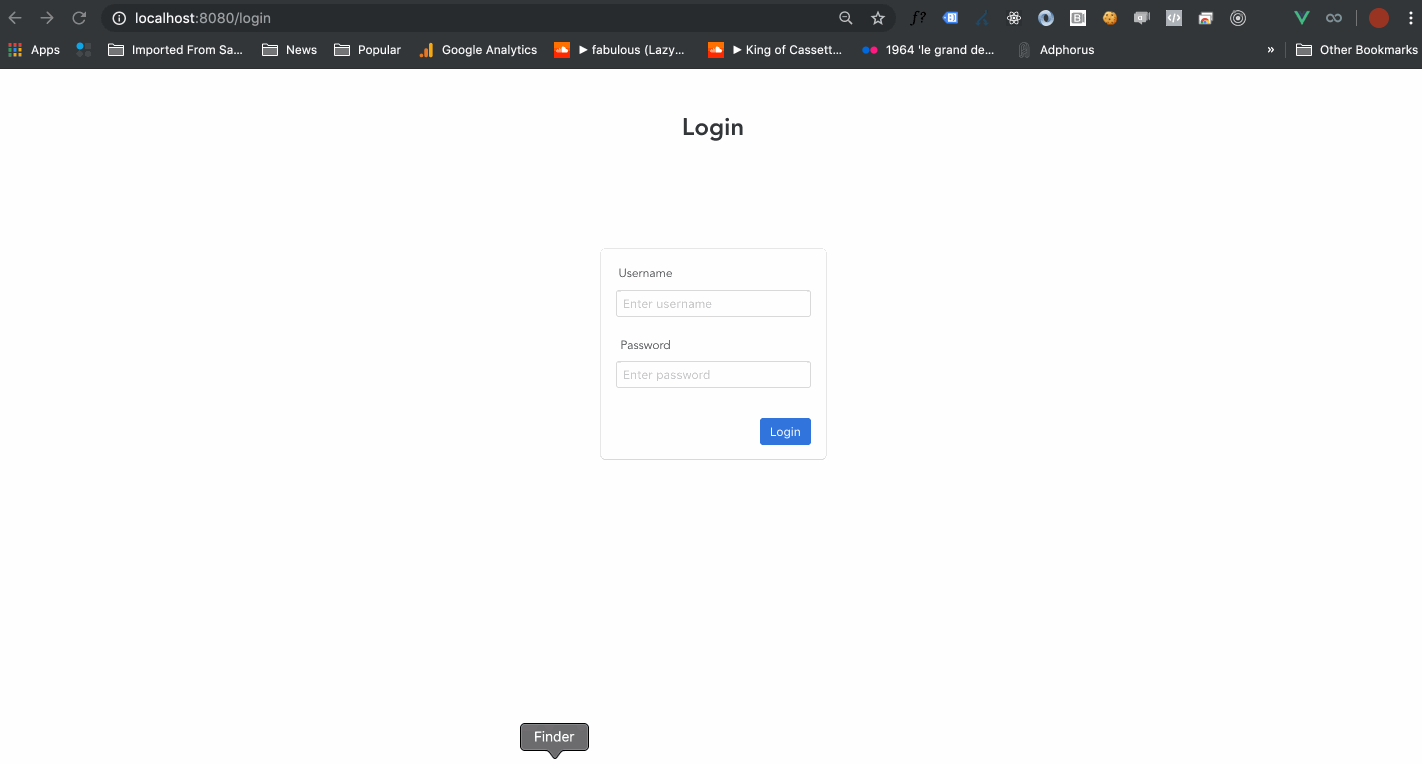 localhost:8080/login
f?
Apps
Imported From Sa...
News
Popular
Google Analytics
▶ fabulous (Lazy...
▶ King of Cassett...
1964 'le grand de...
Adphorus
»
Other Bookmarks
Login
Username
Enter username
Password
Enter password
Login
Finder